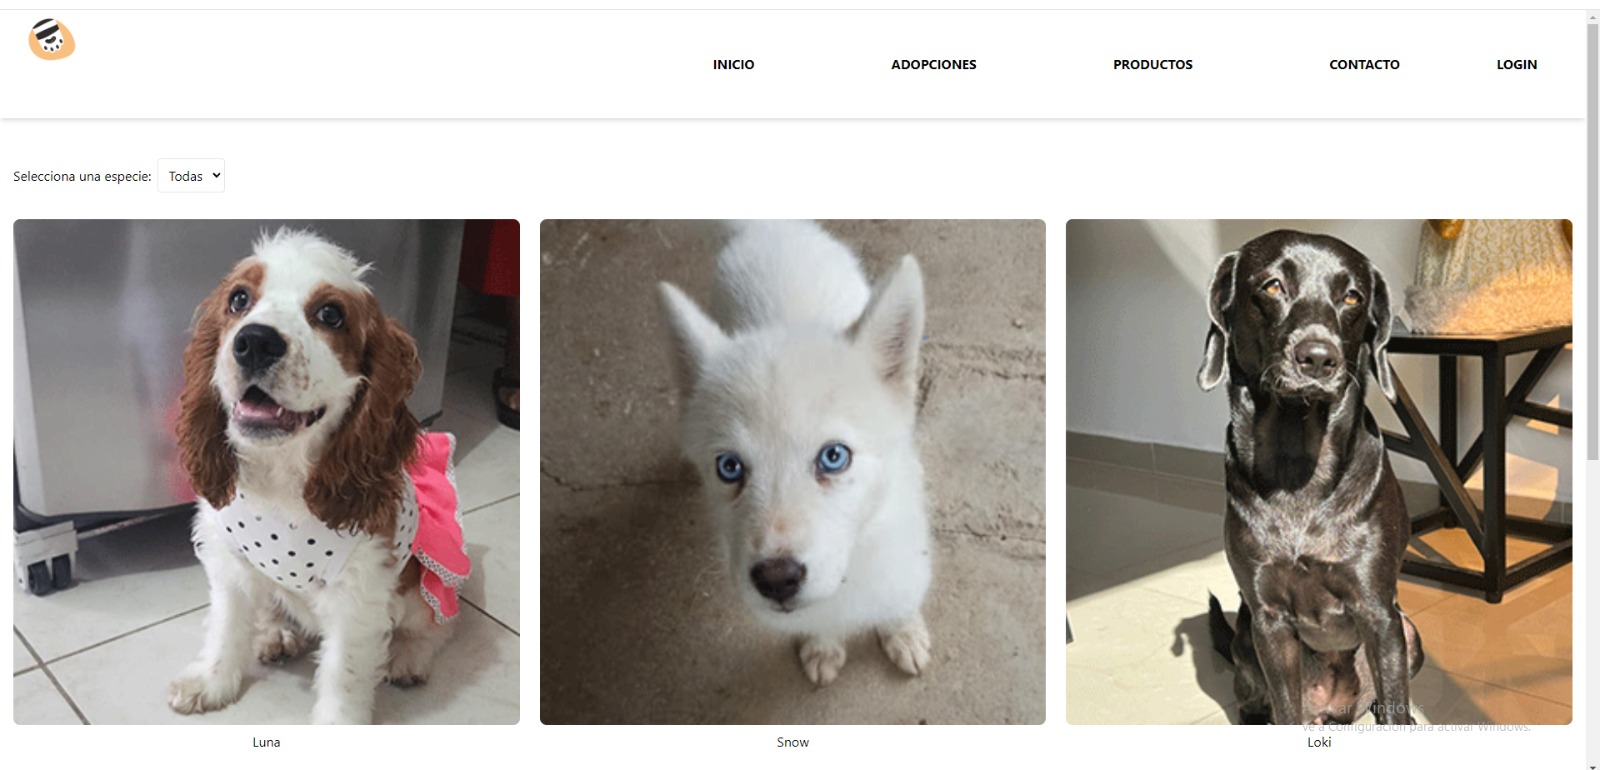 INICIO ADOPCIONES PRODUCTOS CONTACTO LOGIN
Selecciona una especie: Todas
Activar Windows
Ve a Configuración para activar Windows.
Luna Snow Loki